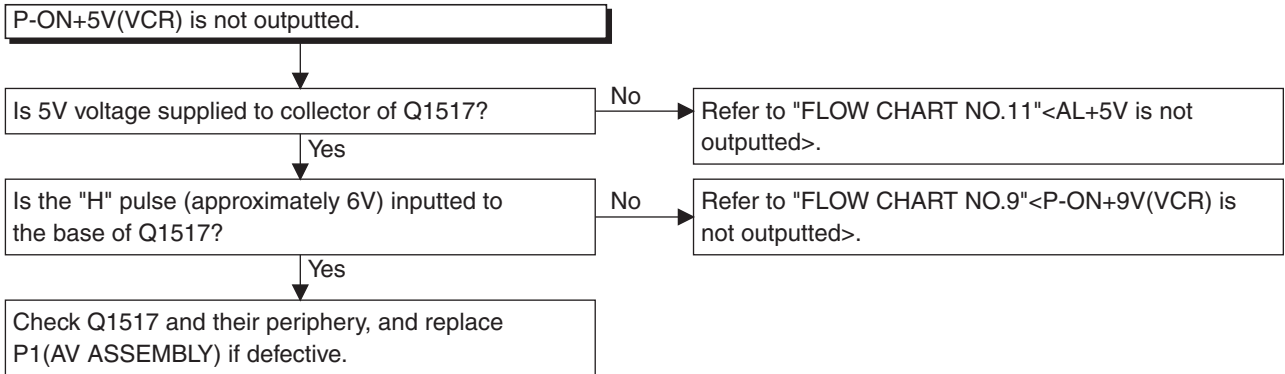 P-ON+5V(VCR) is not outputted.
Is 5V voltage supplied to collector of Q1517?
No
Refer to "FLOW CHART NO.11"<AL+5V is not
outputted>.
Yes
Is the "H" pulse (approximately 6V) inputted to
the base of Q1517?
No
Refer to "FLOW CHART NO.9"<P-ON+9V(VCR) is
not outputted>.
Yes
Check Q1517 and their periphery, and replace
P1(AV ASSEMBLY) if defective.